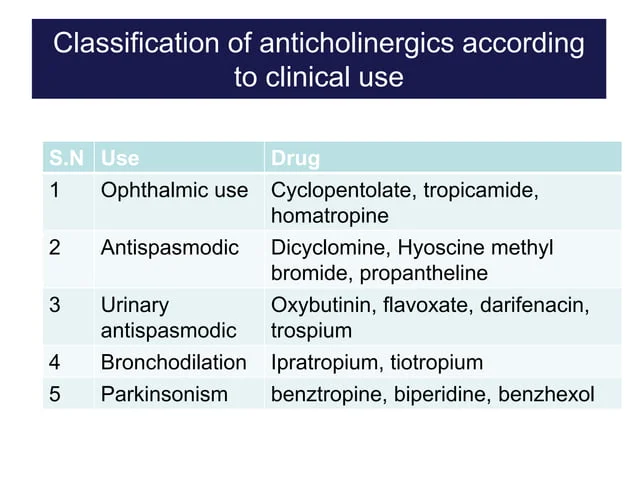 Classification of anticholinergics according
to clinical use
S.N Use Drug
1 Ophthalmic use Cyclopentolate, tropicamide,
homatropine
2 Antispasmodic Dicyclomine, Hyoscine methyl
bromide, propantheline
3 Urinary Oxybutinin, flavoxate, darifenacin,
antispasmodic trospium
4 Bronchodilation Ipratropium, tiotropium
5 Parkinsonism benztropine, biperidine, benzhexol